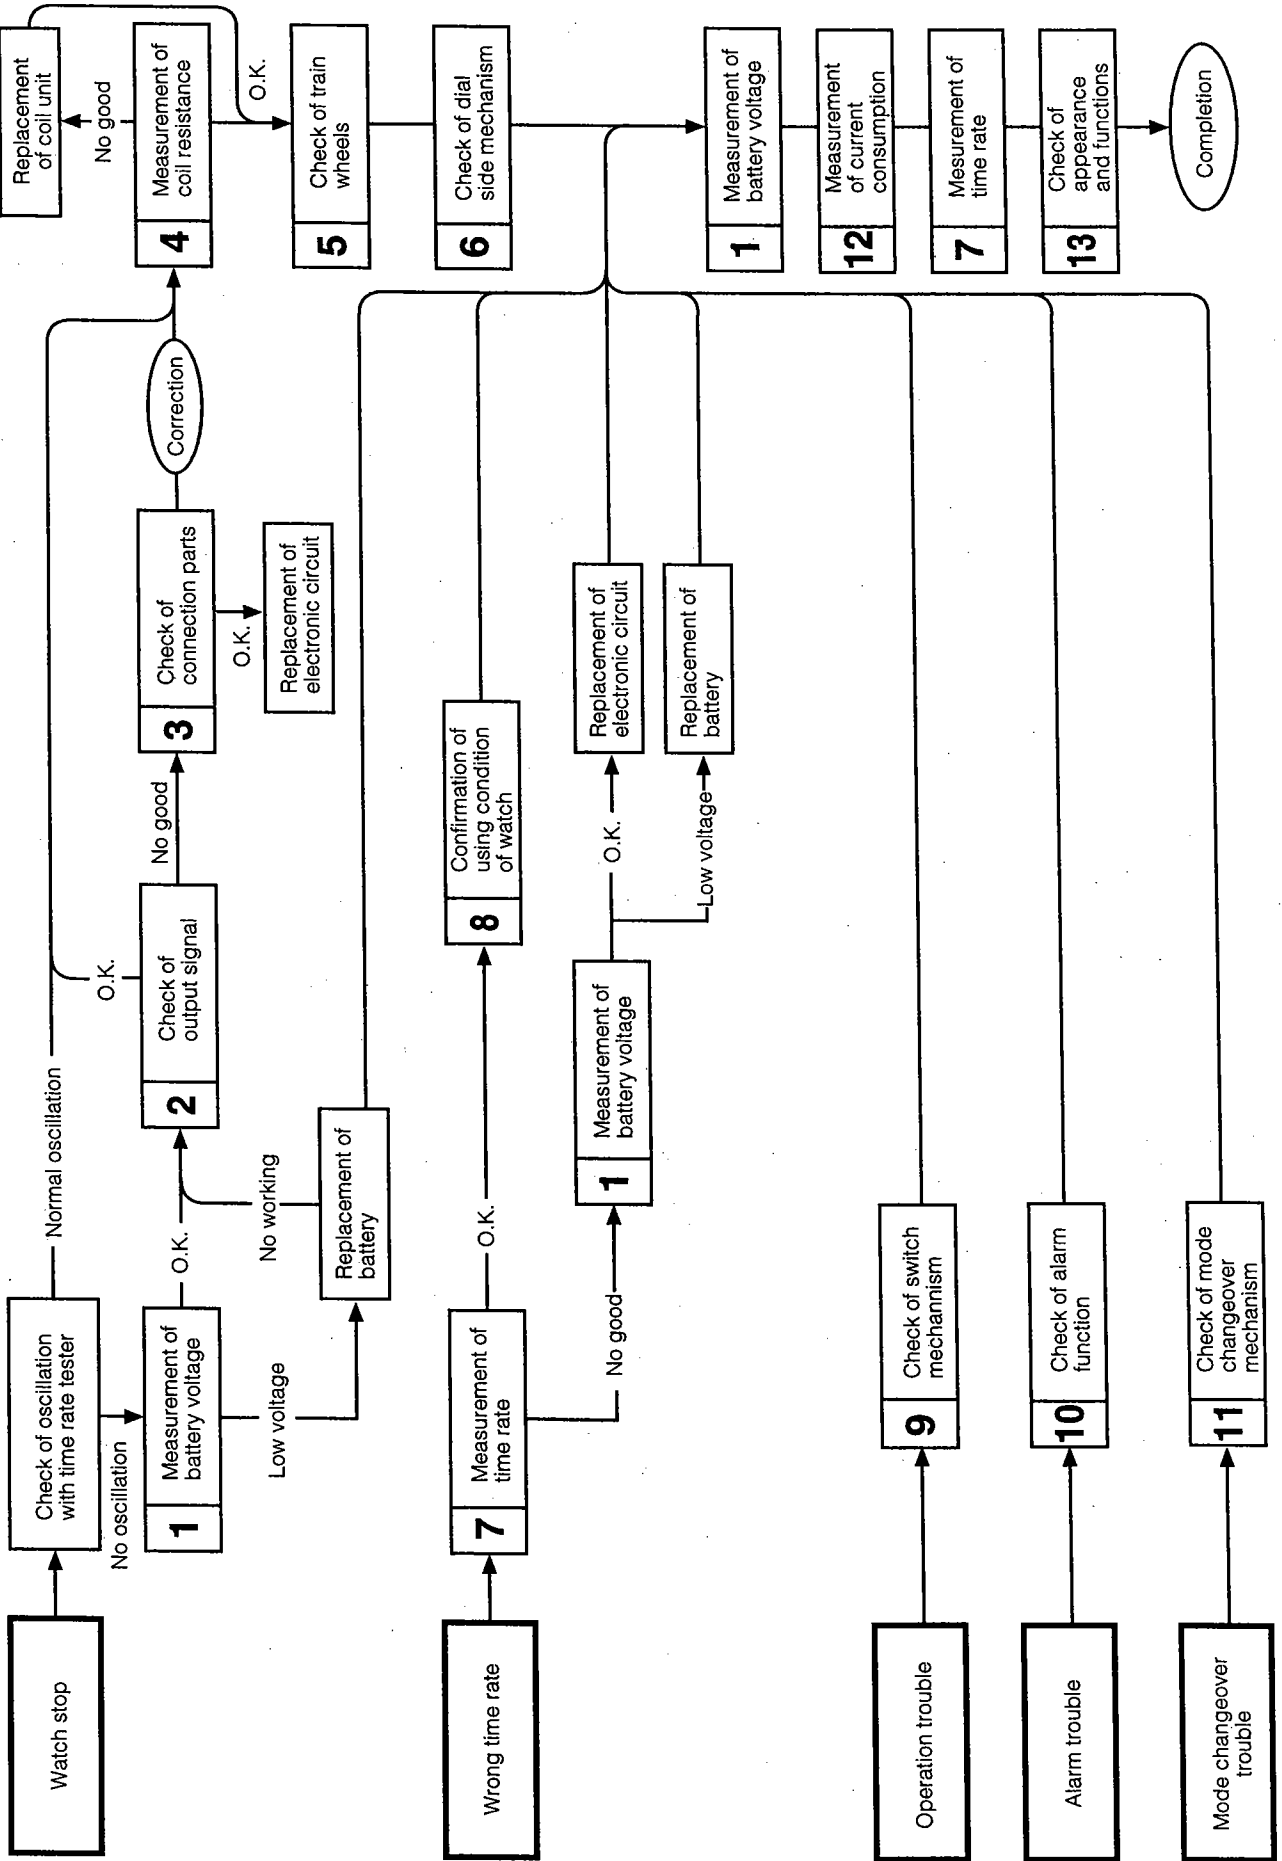 Watch stop
Check of oscillation
with time rate tester
Normal oscillation
No oscillation
1
Measurement of
battery voltage
O.K.
Low voltage
Replacement of
battery
No working
2
Check of
output signal
O.K.
No good
3
Check of
connection parts
O.K.
Replacement of
electronic circuit
Correction
4
Measurement of
coil resistance
No good
Replacement
of coil unit
O.K.
5
Check of train
wheels
6
Check of dial
side mechanism
Wrong time rate
7
Measurement of
time rate
O.K.
8
Confirmation of
using condition
of watch
No good
1
Measurement of
battery voltage
O.K.
Replacement of
electronic circuit
Low voltage
Replacement of
battery
Operation trouble
9
Check of switch
mechannism
Alarm trouble
10
Check of alarm
function
Mode changeover
trouble
11
Check of mode
changeover
mechanism
1
Measurement of
battery voltage
12
Measurement
of current
consumption
7
Mesurement of
time rate
13
Check of
appearance
and functions
Completion